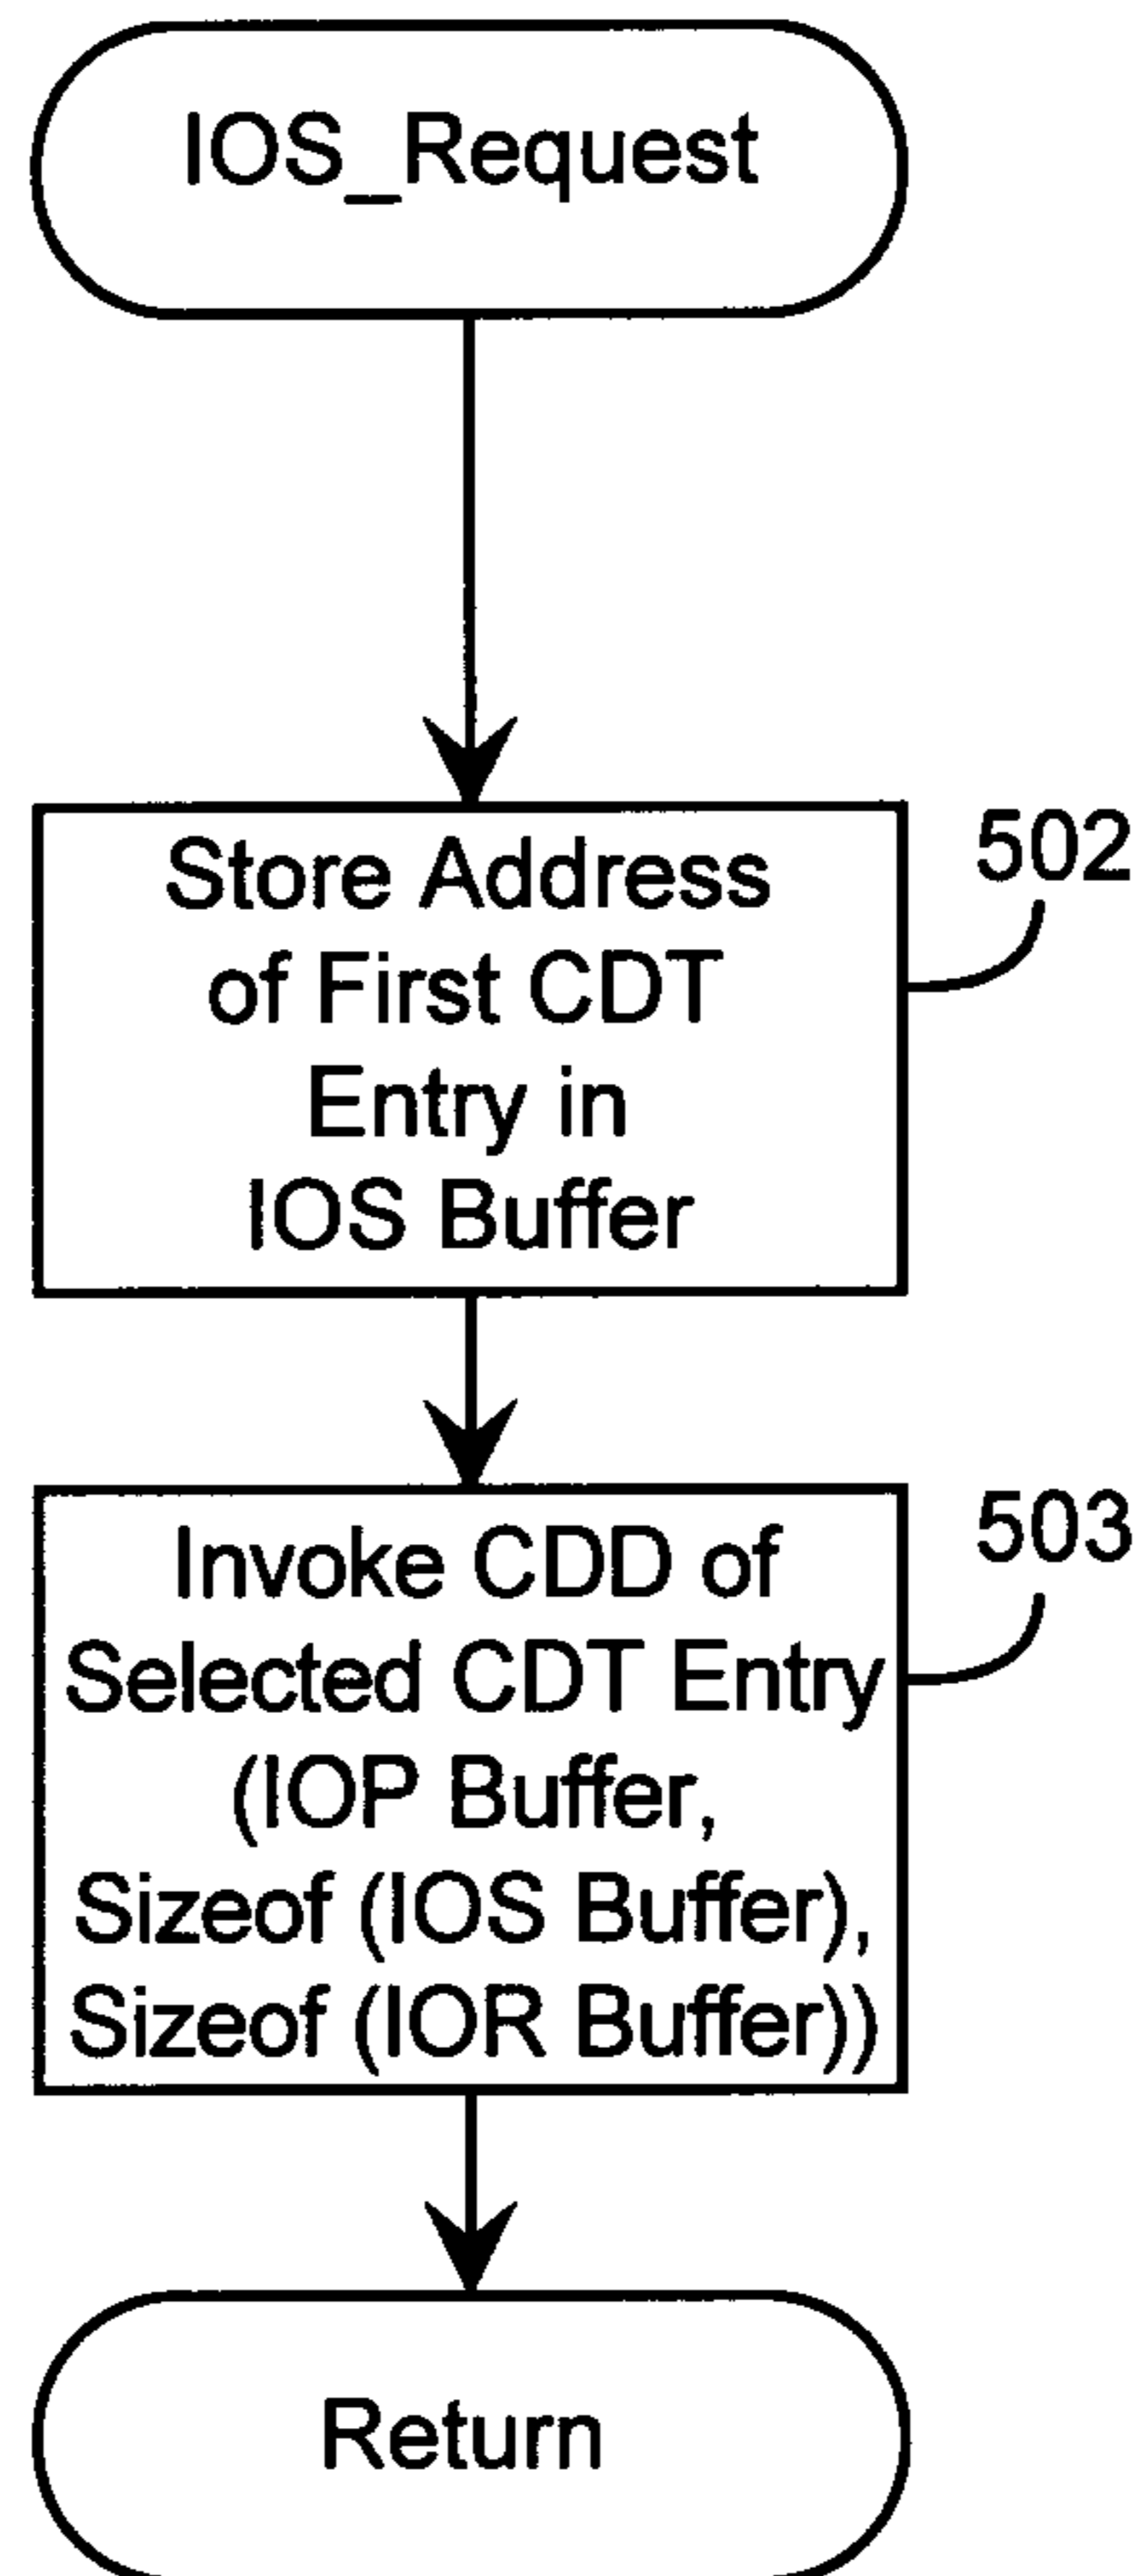 IOS_Request
Store Address
of First CDT
Entry in
IOS Buffer
502
Invoke CDD of
Selected CDT Entry
(IOP Buffer,
Sizeof (IOS Buffer),
Sizeof (IOR Buffer))
503
Return